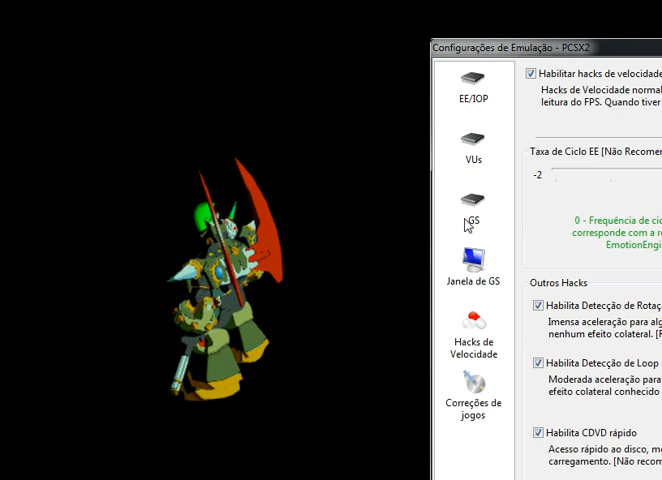 Configurações de Emulação - PCSX2
EE/IOP
VUs
GS
Janela de GS
Hacks de
Velocidade
Correções de
jogos
Habilitar hacks de velocidade
Hacks de Velocidade normal
leitura do FPS. Quando tiver
Taxa de Ciclo EE [Não Recomen
-2
0 - Frequência de cic
corresponde com a re
EmotionEngi
Outros Hacks
Habilita Detecção de Rotaç
Imensa aceleração para alg
nenhum efeito colateral. [R
Habilita Detecção de Loop
Moderada aceleração para
efeito colateral conhecido
Habilita CDVD rápido
Acesso rápido ao disco, me
carregamento. [Não recom